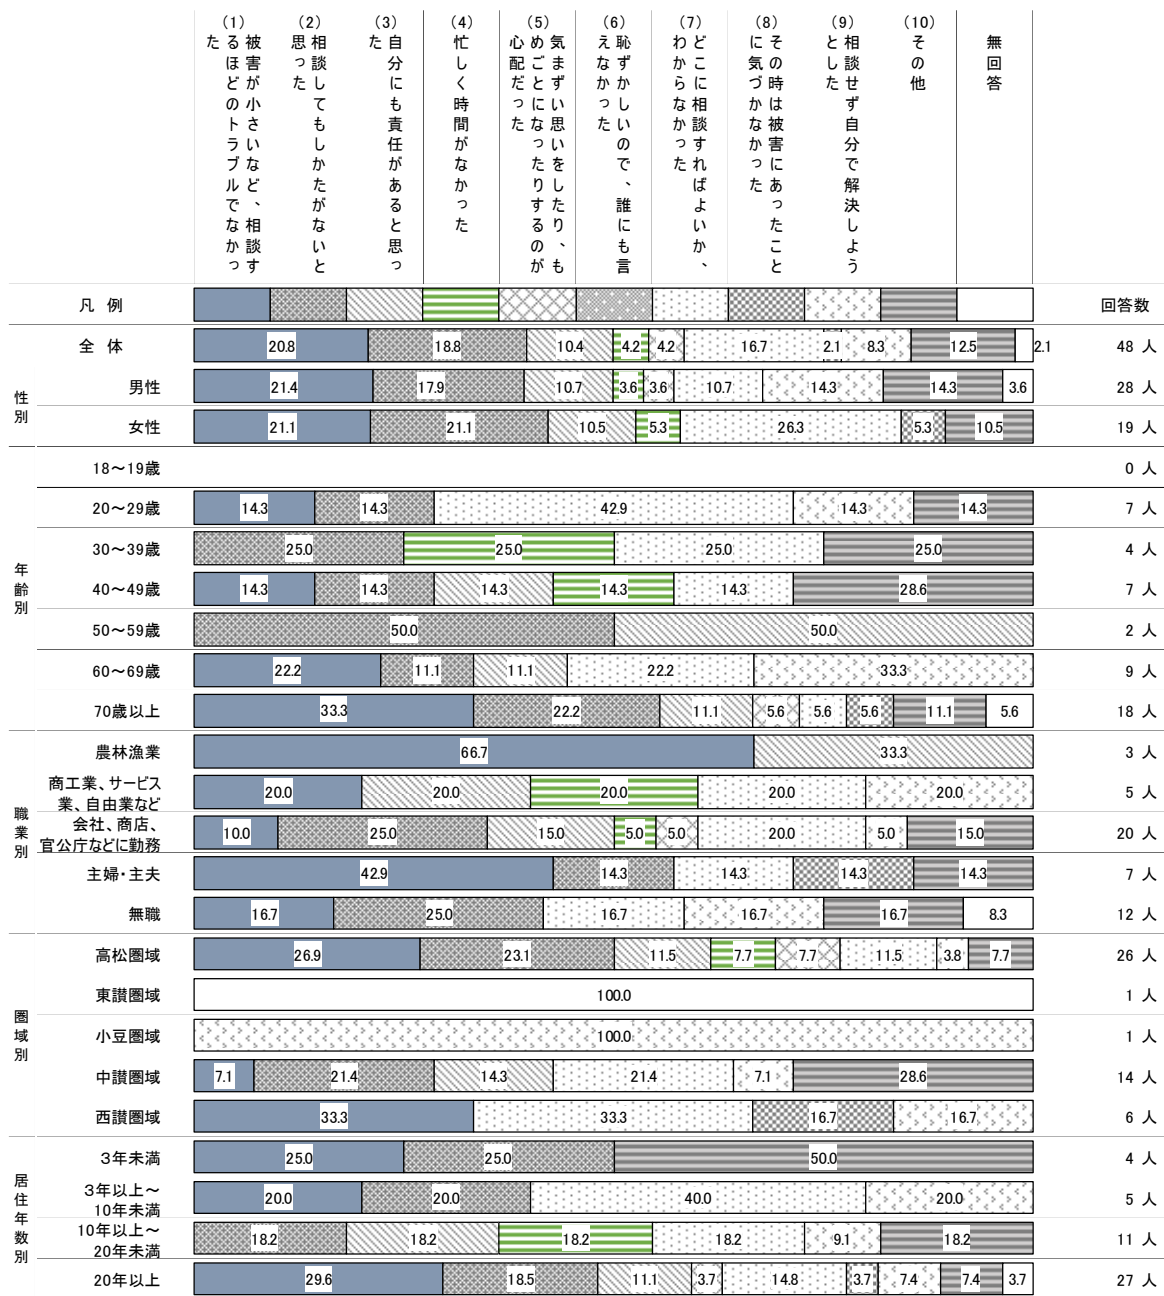 (1) 被害が小さいなど、相談するほどのトラブルでなかった
(2) 相談してもしかたがないと思った
(3) 自分にも責任があると思った
(4) 忙しく時間がなかった
(5) 気まずい思いをしたり、もめごとになったりするのが心配だった
(6) 恥ずかしいので、誰にも言えなかった
(7) どこに相談すればよいか、わからなかった
(8) その時は被害にあったことに気づかなかった
(9) 相談せず自分で解決しようとした
(10) その他
無回答
凡 例 回答数
全 体 20.8 18.8 10.4 4.2 4.2 16.7 2.1 8.3 12.5 2.1 48 人
性別
男性 21.4 17.9 10.7 3.6 3.6 10.7 14.3 14.3 3.6 28 人
女性 21.1 21.1 10.5 5.3 26.3 5.3 10.5 19 人
年齢別
18～19歳 0 人
20～29歳 14.3 14.3 42.9 14.3 14.3 7 人
30～39歳 25.0 25.0 25.0 25.0 4 人
40～49歳 14.3 14.3 14.3 14.3 14.3 28.6 7 人
50～59歳 50.0 50.0 2 人
60～69歳 22.2 11.1 11.1 22.2 33.3 9 人
70歳以上 33.3 22.2 11.1 5.6 5.6 5.6 11.1 5.6 18 人
職業別
農林漁業 66.7 33.3 3 人
商工業、サービス
業、自由業など 20.0 20.0 20.0 20.0 20.0 5 人
会社、商店、
官公庁などに勤務 10.0 25.0 15.0 5.0 5.0 20.0 5.0 15.0 20 人
主婦・主夫 42.9 14.3 14.3 14.3 14.3 7 人
無職 16.7 25.0 16.7 16.7 16.7 8.3 12 人
圏域別
高松圏域 26.9 23.1 11.5 7.7 7.7 11.5 3.8 7.7 26 人
東讃圏域 100.0 1 人
小豆圏域 100.0 1 人
中讃圏域 7.1 21.4 14.3 21.4 7.1 28.6 14 人
西讃圏域 33.3 33.3 16.7 16.7 6 人
居住年数別
3年未満 25.0 25.0 50.0 4 人
3年以上～
10年未満 20.0 20.0 40.0 20.0 5 人
10年以上～
20年未満 18.2 18.2 18.2 18.2 9.1 18.2 11 人
20年以上 29.6 18.5 11.1 3.7 14.8 3.7 7.4 7.4 3.7 27 人